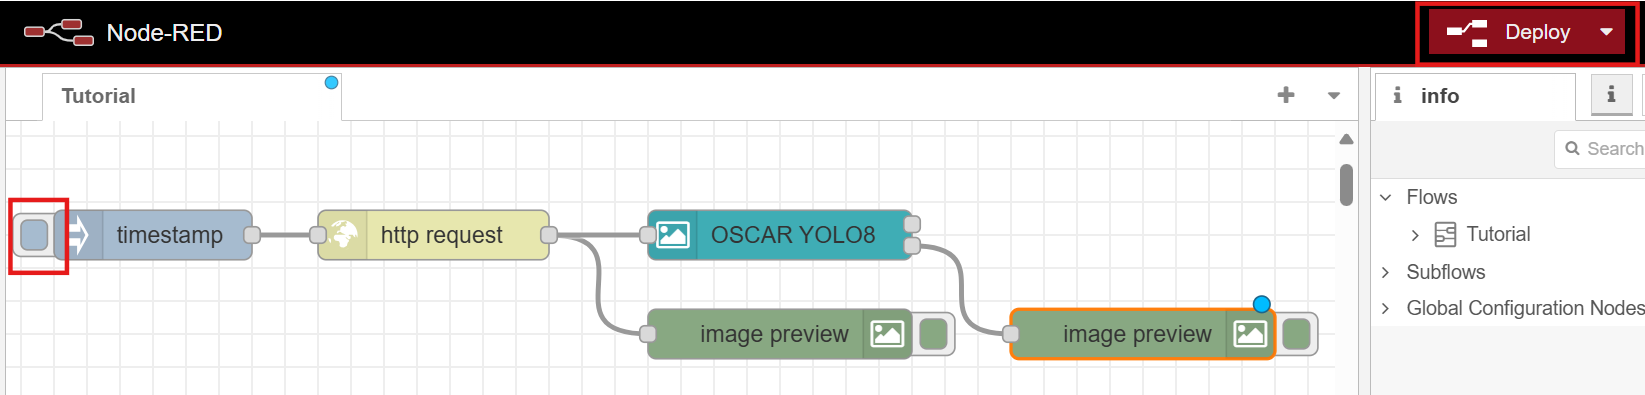 Node-RED
Deploy
Tutorial
info
Search
Flows
Tutorial
Subflows
Global Configuration Nodes
timestamp
http request
OSCAR YOLO8
image preview
image preview